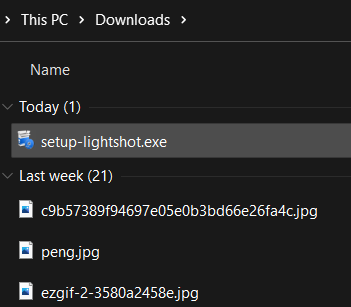 This PC
Downloads
Name
Today (1)
setup-lightshot.exe
Last week (21)
c9b57389f94697e05e0b3bd66e26fa4c.jpg
peng.jpg
ezgif-2-3580a2458e.jpg